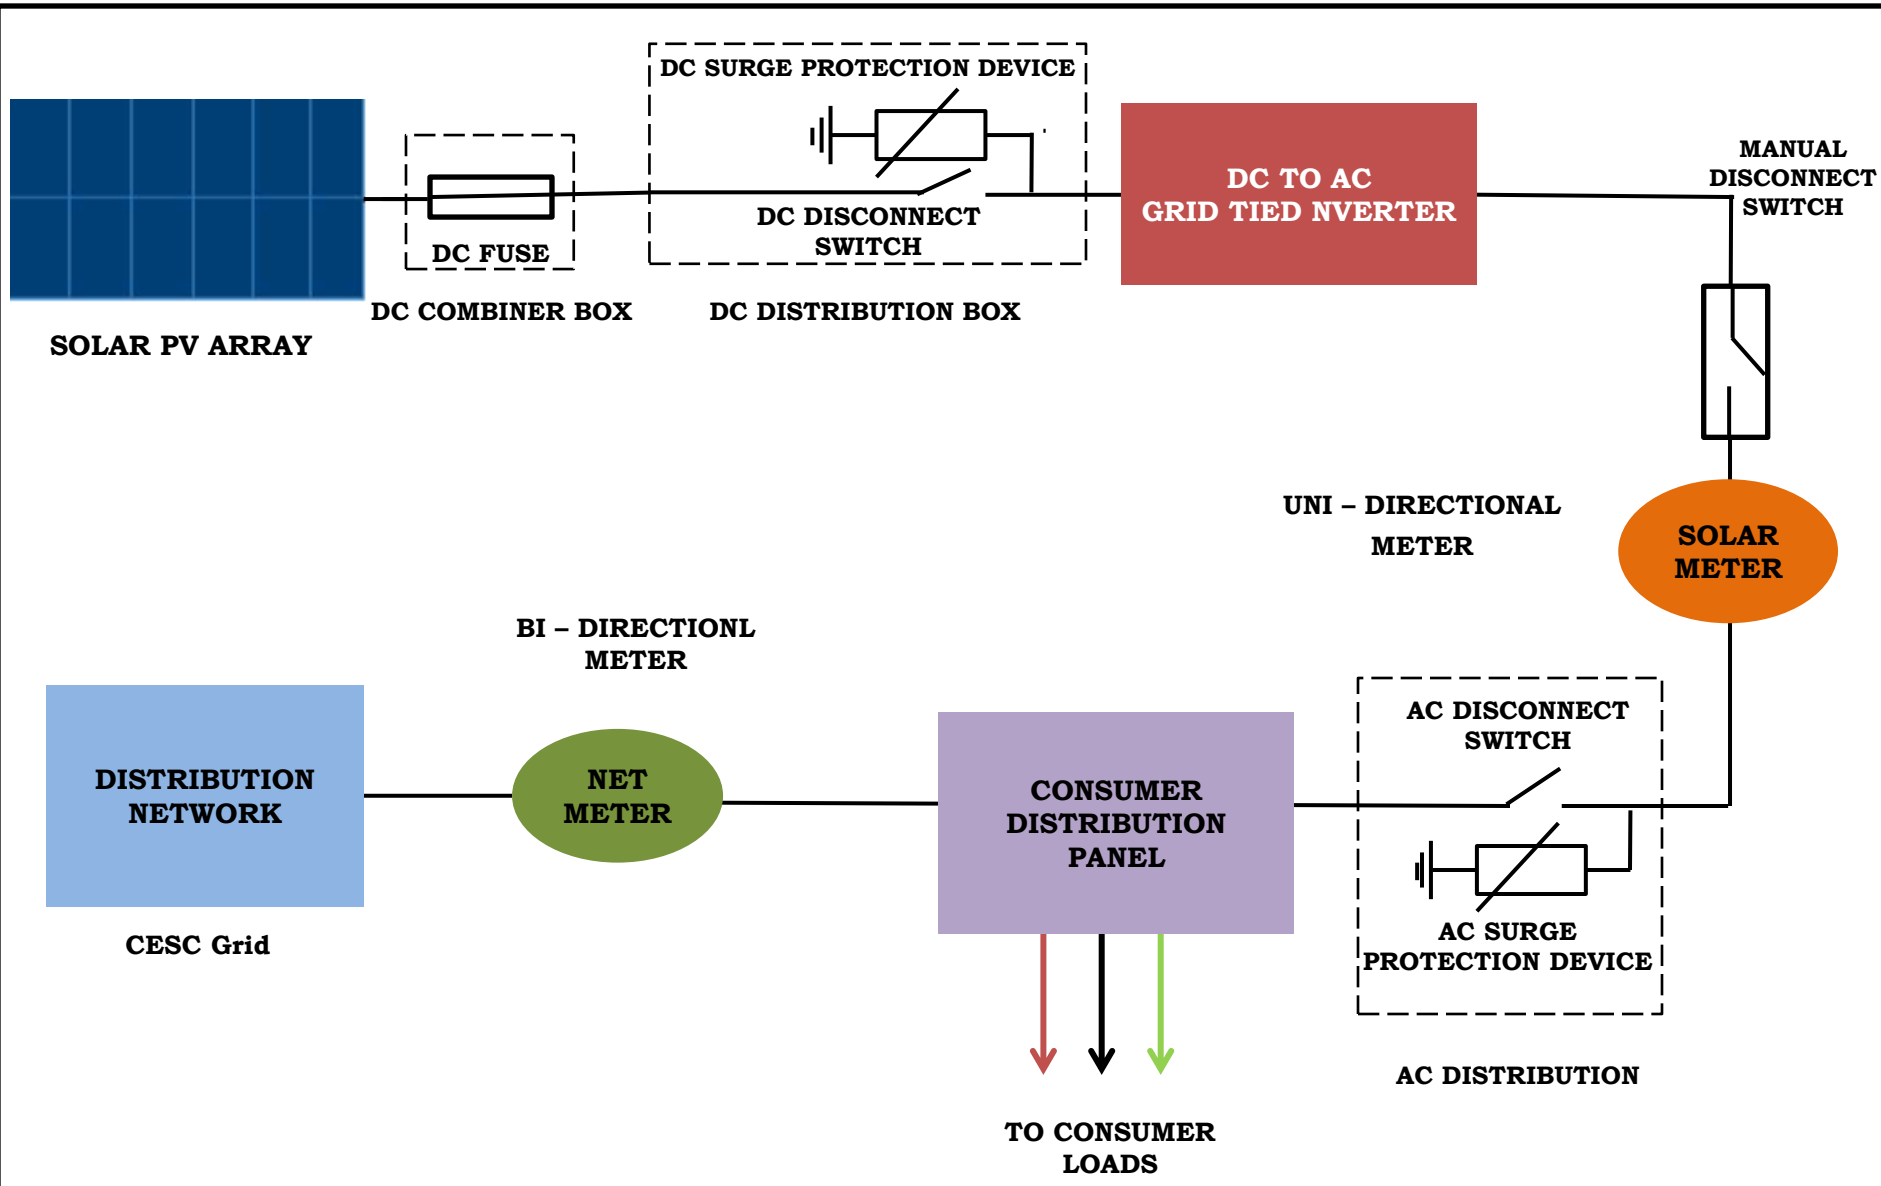 DC SURGE PROTECTION DEVICE
DC FUSE
DC DISCONNECT
SWITCH
DC TO AC
GRID TIED NVERTER
MANUAL
DISCONNECT
SWITCH
SOLAR PV ARRAY
DC COMBINER BOX
DC DISTRIBUTION BOX
UNI – DIRECTIONAL
METER
SOLAR
METER
BI – DIRECTIONL
METER
DISTRIBUTION
NETWORK
NET
METER
CONSUMER
DISTRIBUTION
PANEL
AC DISCONNECT
SWITCH
AC SURGE
PROTECTION DEVICE
CESC Grid
AC DISTRIBUTION
TO CONSUMER
LOADS